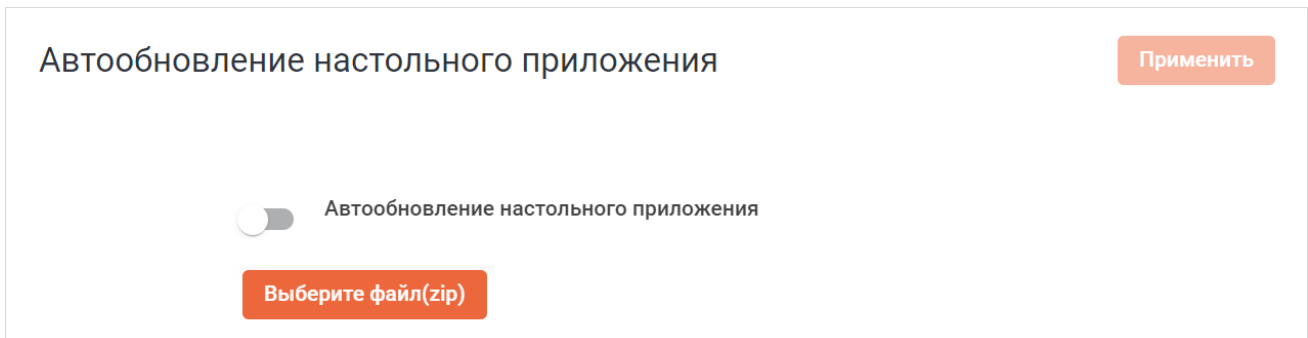 Автообновление настольного приложения
Применить
Автообновление настольного приложения
Выберите файл(zip)